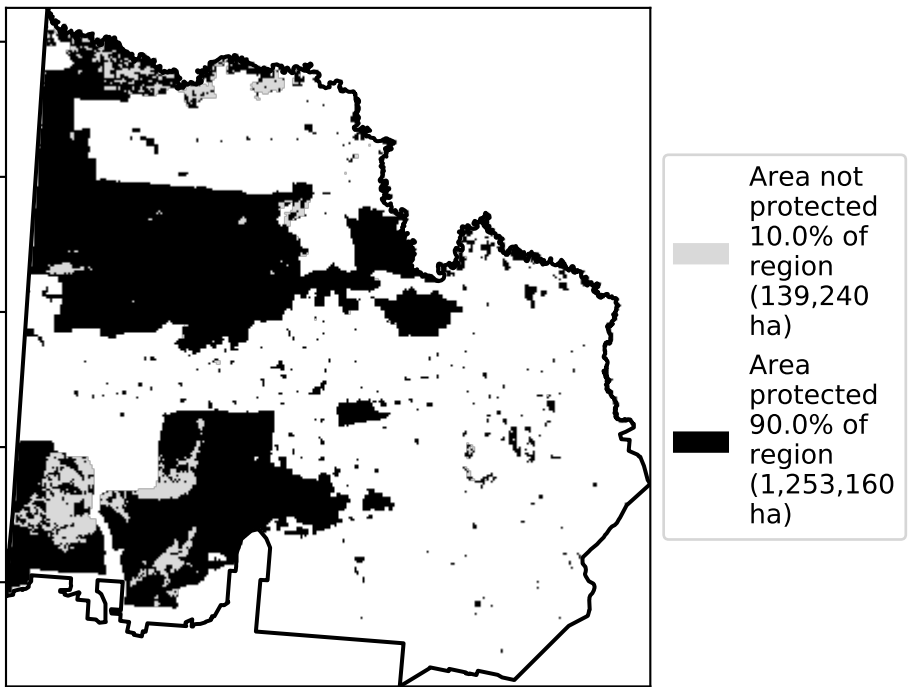 Area not
protected
10.0% of
region
(139,240
ha)
Area
protected
90.0% of
region
(1,253,160
ha)